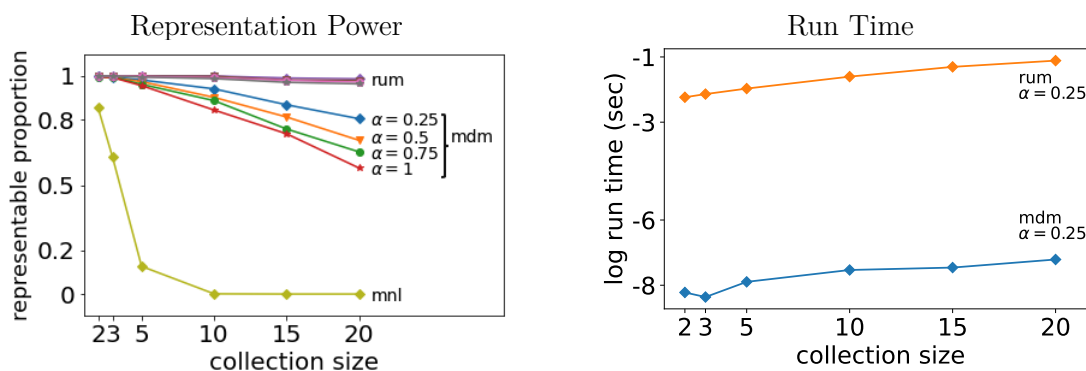 Representation Power
representable proportion
1
0.8
0.5
0.2
0
rum
α = 0.25
α = 0.5
α = 0.75
α = 1
mdm
mnl
2 3 5 10 15 20
collection size
Run Time
log run time (sec)
-1
-3
-6
-8
rum
α = 0.25
mdm
α = 0.25
2 3 5 10 15 20
collection size